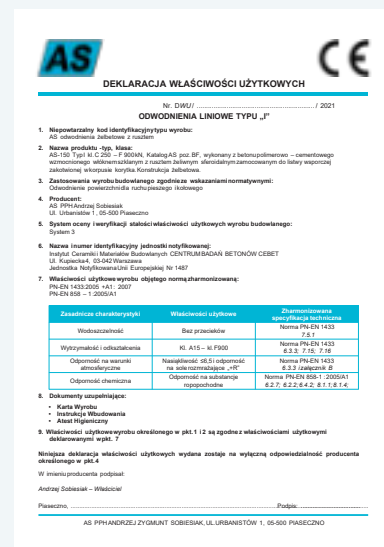 AS
CE
DEKLARACJA WŁAŚCIWOŚCI UŻYTKOWYCH
Nr. DWU / ........................................................ / 2021
ODWODNIENIA LINIOWE TYPU „I”
1. Niepowtarzalny kod identyfikacyjny typu wyrobu:
AS odwodnienia żelbetowe z rusztem
2. Nazwa produktu -typ, klasa:
AS-150 Typ I kl.C 250 – F 900kN, Katalog AS poz. BF, wykonany z betonu polimerowo – cementowego
wzmocnionego włóknem szklanym z rusztem żeliwnym sferoidalnym zamocowanym do listwy wsporczej
zakotwionej w korpusie korytka. Konstrukcja żelbetowa.
3. Zastosowania wyrobu budowlanego zgodnie ze wskazaniami normatywnymi:
Odwodnienie powierzchni dla ruchu pieszego i kołowego
4. Producent:
AS PPH Andrzej Sobiesiak
Ul. Urbanistów 1, 05-500 Piaseczno
5. System oceny i weryfikacji stałości właściwości użytkowych wyrobu budowlanego:
System 3
6. Nazwa i numer identyfikacyjny jednostki notyfikowanej:
Instytut Ceramiki i Materiałów Budowlanych CENTRUM BADAŃ BETONÓW CEBET
Ul. Kupiecka 4, 03-042 Warszawa
Jednostka Notyfikowana Unii Europejskiej Nr 1487
7. Właściwości użytkowe wyrobu objętego normą zharmonizowaną:
PN-EN 1433:2005 +A1: 2007
PN-EN 858 – 1:2005/A1
Zasadnicze charakterystyki Właściwości użytkowe Zharmonizowana specyfikacja techniczna
Wodoszczelność Bez przecieków Norma PN-EN 1433 7.5.1
Wytrzymałość i odkształcania Kl. A15 – kl.F900 Norma PN-EN 1433 6.3.3; 7.15; 7.16
Odporność na warunki atmosferyczne Nasiąkliwość ≤6,5 i odporność na sole rozmrażające „+R” Norma PN-EN 1433 6.3.3 i załącznik B
Odporność chemiczna Odporność na substancje ropopochodne Norma PN-EN 858-1:2005/A1 6.2.7; 6.2.2; 6.4.2; 8.1.1; 8.1.4;
8. Dokumenty uzupełniające:
• Karta Wyrobu
• Instrukcje Wbudowania
• Atest Higieniczny
9. Właściwości użytkowe wyrobu określonego w pkt.1 i 2 są zgodne z właściwościami użytkowymi
deklarowanymi w pkt. 7
Niniejsza deklaracja właściwości użytkowych wydana zostaje na wyłączną odpowiedzialność producenta
określonego w pkt.4
W imieniu producenta podpisał:
Andrzej Sobiesiak – Właściciel
Piaseczno, ................................................ Podpis: ................................
AS PPH ANDRZEJ ZYGMUNT SOBIESIAK, UL.URBANISTÓW 1, 05-500 PIASECZNO